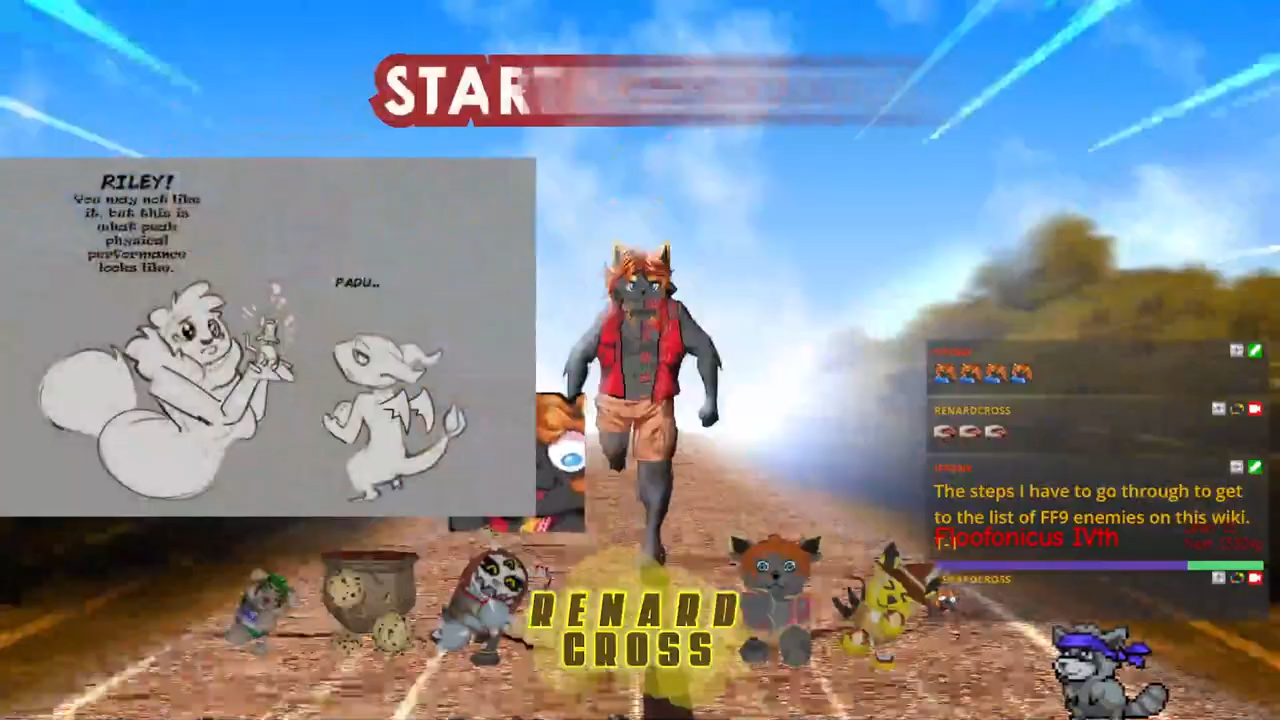 START
RILEY!
You may not like
it, but this is
what peak
physical
performance
looks like.
PADU..
RENARDCROSS
The steps I have to go through to get
to the list of FF9 enemies on this wiki.
T-T
Floofonicus IVth
RENARD
CROSS